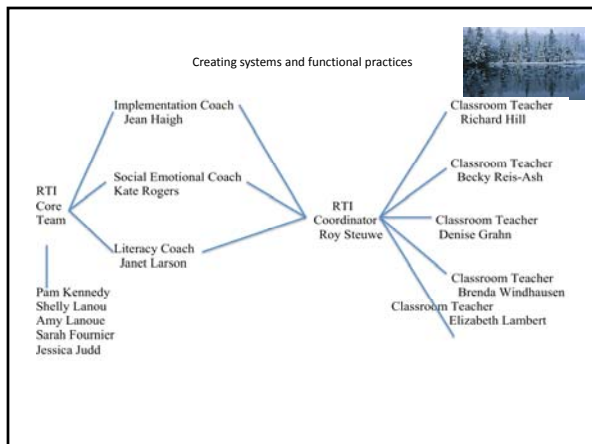 Creating systems and functional practices
Implementation Coach
Jean Haigh
Social Emotional Coach
Kate Rogers
Literacy Coach
Janet Larson
RTI
Core
Team
Pam Kennedy
Shelly Lanou
Amy Lanoue
Sarah Fournier
Jessica Judd
RTI
Coordinator
Roy Steuwe
Classroom Teacher
Richard Hill
Classroom Teacher
Becky Reis-Ash
Classroom Teacher
Denise Grahn
Classroom Teacher
Brenda Windhausen
Classroom Teacher
Elizabeth Lambert